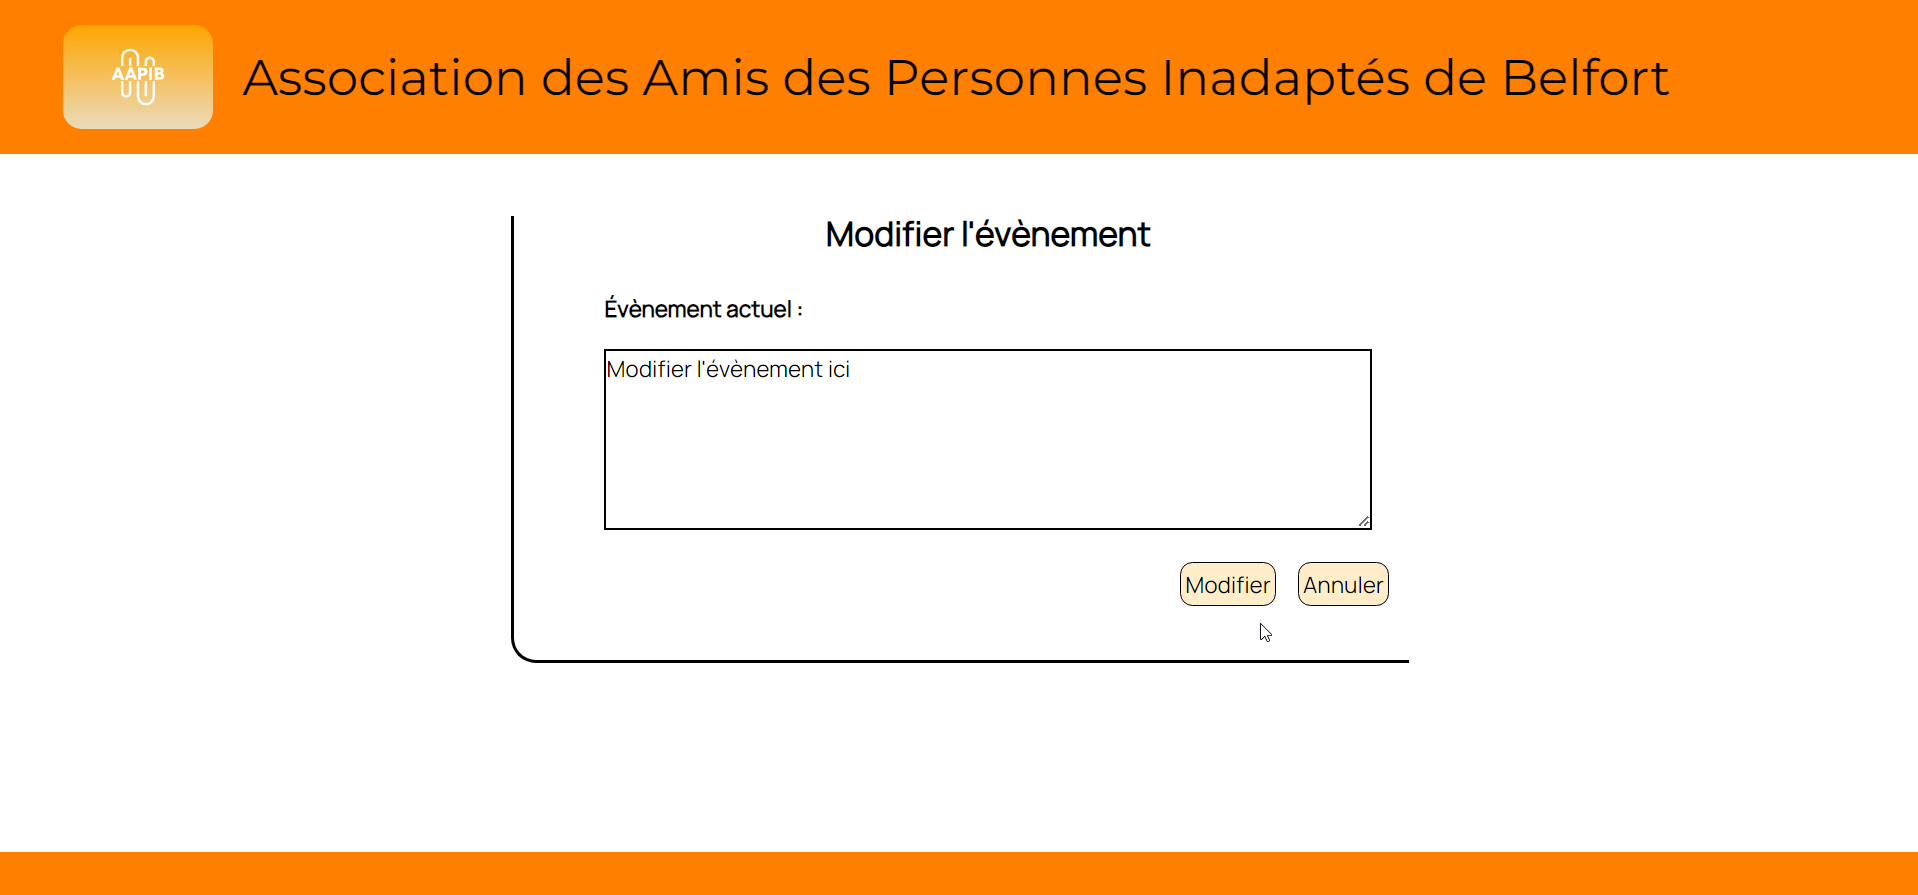 AAPIB
Association des Amis des Personnes Inadaptés de Belfort
Modifier l'évènement
Évènement actuel :
Modifier l'évènement ici
Modifier
Annuler